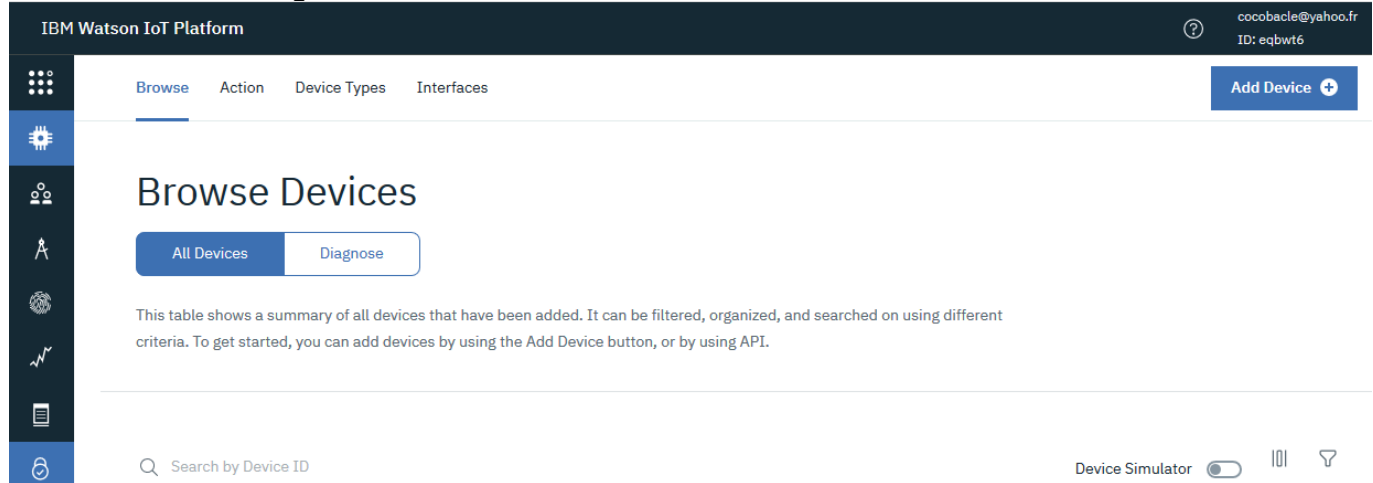 IBM Watson IoT Platform
cocobacle@yahoo.fr
ID: eqbwt6
Browse Action Device Types Interfaces
Add Device
Browse Devices
All Devices Diagnose
This table shows a summary of all devices that have been added. It can be filtered, organized, and searched on using different
criteria. To get started, you can add devices by using the Add Device button, or by using API.
Search by Device ID
Device Simulator